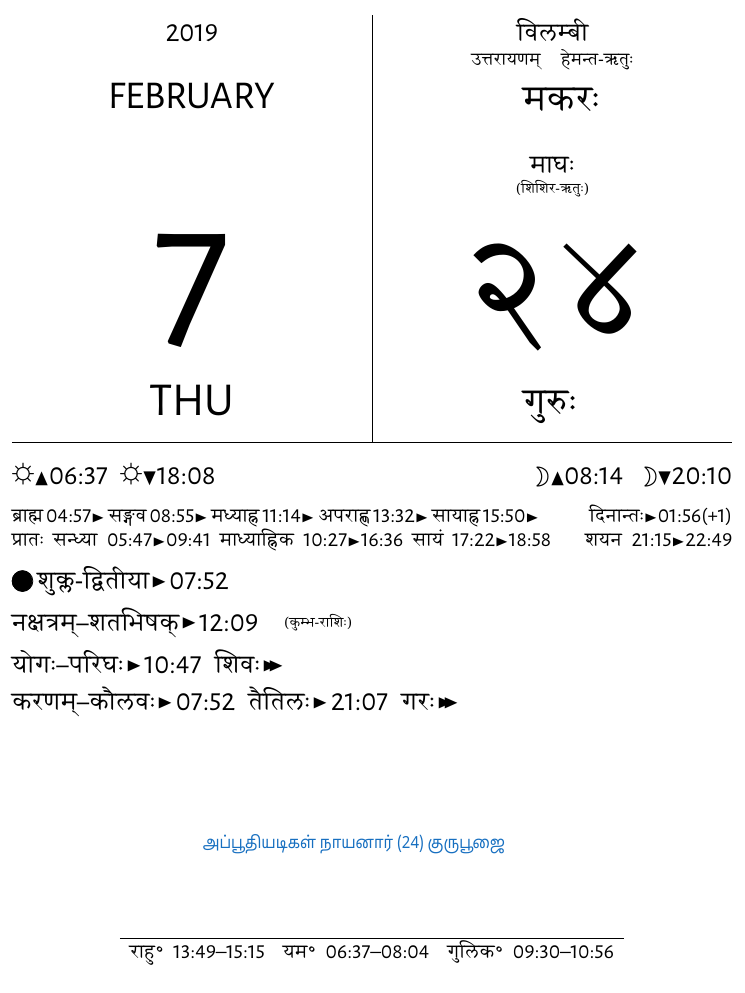 2019
FEBRUARY
7
THU
विलम्बी
उत्तरायणम् हेमन्त-ऋतुः
मकरः
माघः
(शिशिर-ऋतुः)
२४
गुरुः
☼▲06:37 ☼▼18:08 ☽▲08:14 ☽▼20:10
ब्राह्म 04:57► सङ्गव 08:55► मध्याह्न 11:14► अपराह्ण 13:32► सायाह्न 15:50► दिनान्तः►01:56(+1)
प्रातः सन्ध्या 05:47►09:41 माध्याह्निक 10:27►16:36 सायं 17:22►18:58 शयन 21:15►22:49
●शुक्ल-द्वितीया►07:52
नक्षत्रम्–शतभिषक्►12:09 (कुम्भ-राशिः)
योगः–परिघः►10:47 शिवः►►
करणम्–कौलवः►07:52 तैतिलः►21:07 गरः►►
அப்பூதியடிகள் நாயனார் (24) குருபூஜை
राहु॰ 13:49–15:15 यम॰ 06:37–08:04 गुलिक॰ 09:30–10:56